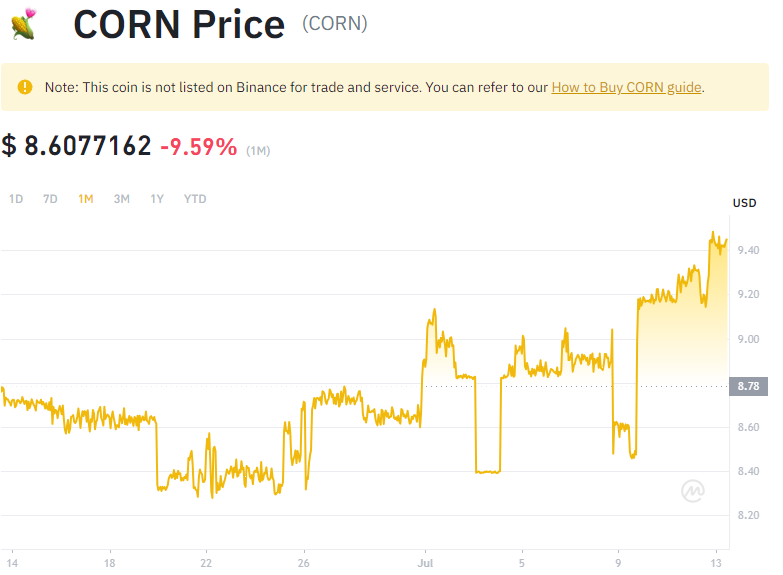 CORN Price (CORN)
Note: This coin is not listed on Binance for trade and service. You can refer to our How to Buy CORN guide.
$ 8.6077162 -9.59% (1M)
1D 7D 1M 3M 1Y YTD
USD
9.40
9.20
9.00
8.78
8.60
8.40
8.20
14 18 22 26 Jul 5 9 13